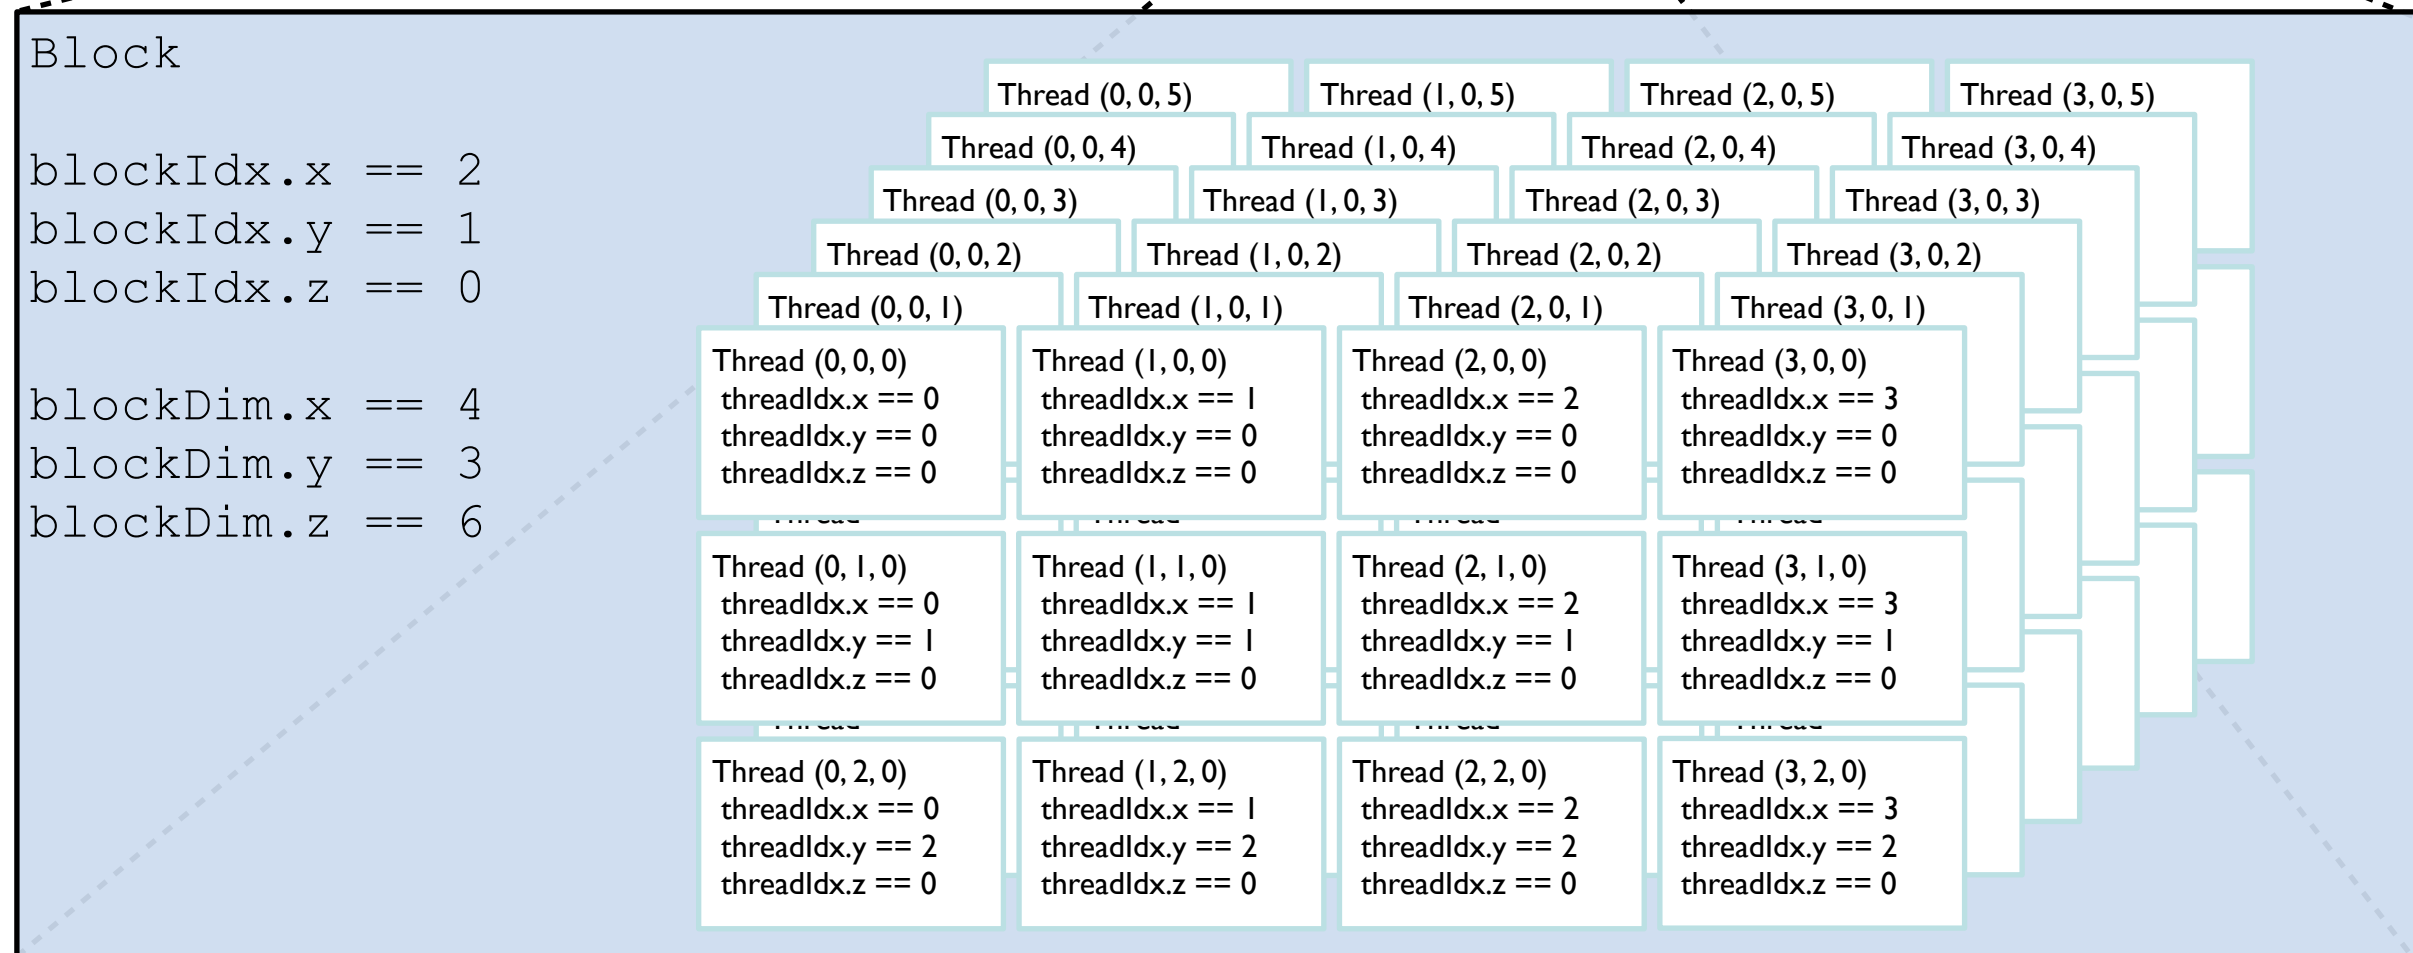 Block
blockIdx.x == 2
blockIdx.y == 1
blockIdx.z == 0
blockDim.x == 4
blockDim.y == 3
blockDim.z == 6
Thread (0, 0, 5) Thread (1, 0, 5) Thread (2, 0, 5) Thread (3, 0, 5)
Thread (0, 0, 4) Thread (1, 0, 4) Thread (2, 0, 4) Thread (3, 0, 4)
Thread (0, 0, 3) Thread (1, 0, 3) Thread (2, 0, 3) Thread (3, 0, 3)
Thread (0, 0, 2) Thread (1, 0, 2) Thread (2, 0, 2) Thread (3, 0, 2)
Thread (0, 0, 1) Thread (1, 0, 1) Thread (2, 0, 1) Thread (3, 0, 1)
Thread (0, 0, 0) Thread (1, 0, 0) Thread (2, 0, 0) Thread (3, 0, 0)
threadIdx.x == 0 threadIdx.x == 1 threadIdx.x == 2 threadIdx.x == 3
threadIdx.y == 0 threadIdx.y == 0 threadIdx.y == 0 threadIdx.y == 0
threadIdx.z == 0 threadIdx.z == 0 threadIdx.z == 0 threadIdx.z == 0
Thread Thread Thread Thread
Thread (0, 1, 0) Thread (1, 1, 0) Thread (2, 1, 0) Thread (3, 1, 0)
threadIdx.x == 0 threadIdx.x == 1 threadIdx.x == 2 threadIdx.x == 3
threadIdx.y == 1 threadIdx.y == 1 threadIdx.y == 1 threadIdx.y == 1
threadIdx.z == 0 threadIdx.z == 0 threadIdx.z == 0 threadIdx.z == 0
Thread Thread Thread Thread
Thread (0, 2, 0) Thread (1, 2, 0) Thread (2, 2, 0) Thread (3, 2, 0)
threadIdx.x == 0 threadIdx.x == 1 threadIdx.x == 2 threadIdx.x == 3
threadIdx.y == 2 threadIdx.y == 2 threadIdx.y == 2 threadIdx.y == 2
threadIdx.z == 0 threadIdx.z == 0 threadIdx.z == 0 threadIdx.z == 0